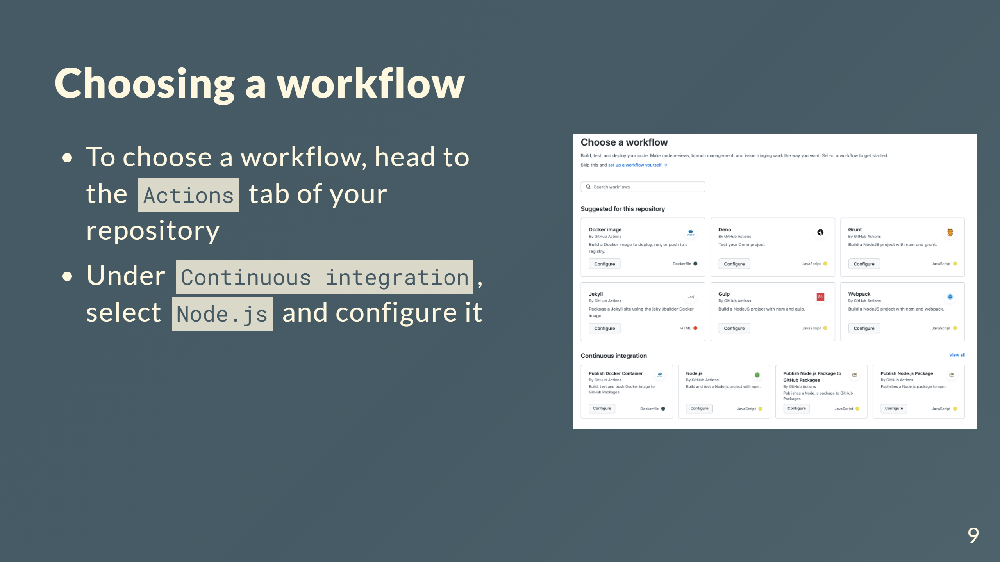 Choosing a workflow
To choose a workflow, head to
the Actions tab of your
repository
Under Continuous integration,
select Node.js and configure it
Choose a workflow
Build, test, and deploy your code. Make code reviews, branch management, and issue triaging work the way you want. Select a workflow to get started.
Skip this and set up a workflow yourself →
Search workflows
Suggested for this repository
Docker image
By GitHub Actions
Build a Docker image to deploy, run, or push to a
registry.
Configure
Dockerfile
docker
Deno
By GitHub Actions
Test your Deno project
Configure
JavaScript
Grunt
By GitHub Actions
Build a NodeJS project with npm and grunt.
Configure
JavaScript
Jekyll
By GitHub Actions
Package a Jekyll site using the jekyll/builder Docker
image.
Configure
HTML
Gulp
By GitHub Actions
Build a NodeJS project with npm and gulp.
Configure
JavaScript
Gulp
Webpack
By GitHub Actions
Build a NodeJS project with npm and webpack.
Configure
JavaScript
Continuous integration
View all
Publish Docker Container
By GitHub Actions
Build, test and push Docker image to
GitHub Packages.
Configure
Dockerfile
docker
Node.js
By GitHub Actions
Build and test a Node.js project with npm.
Configure
JavaScript
Publish Node.js Package to
GitHub Packages
By GitHub Actions
Publishes a Node.js package to GitHub
Packages.
Configure
JavaScript
Publish Node.js Package
By GitHub Actions
Publishes a Node.js package to npm.
Configure
JavaScript
9